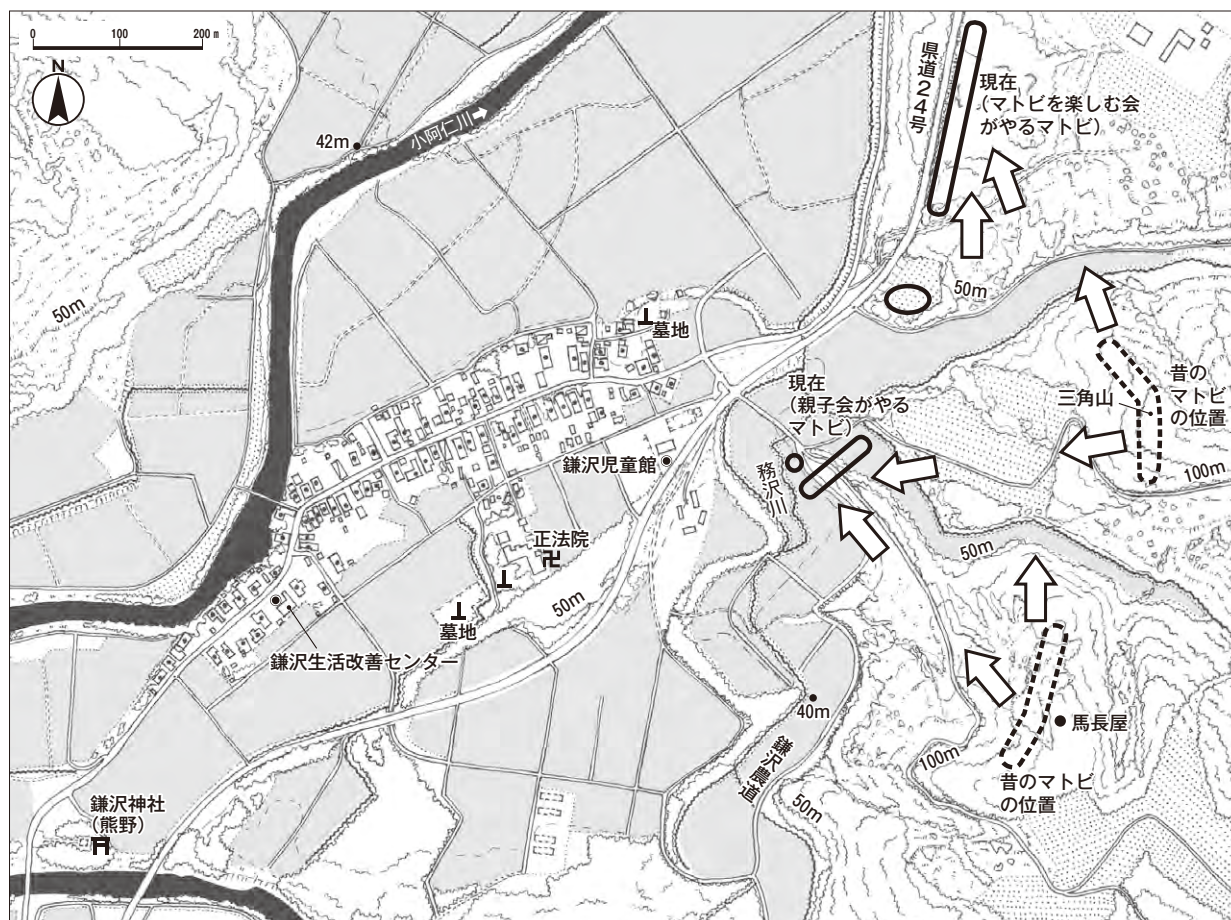 0 100 200 m
N
県道24号
現在
(マトビを楽しむ会
がやるマトビ)
42m
小阿仁川
50m
50m
墓地
現在
(親子会がやる
マトビ)
昔の
マトビ
の位置
三角山
100m
鎌沢児童館
務沢川
正法院
50m
50m
墓地
鎌沢生活改善センター
40m
馬長屋
鎌沢農道
100m
昔のマトビ
の位置
50m
鎌沢神社
(熊野)